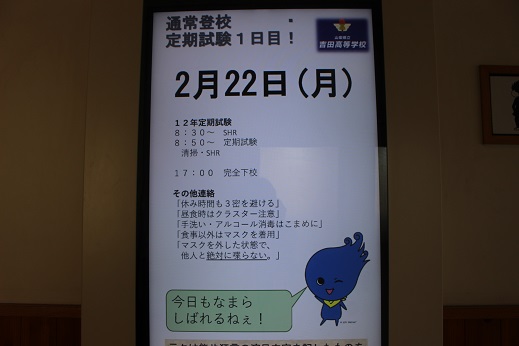 通常登校
定期試験1日目!
山梨県立
吉田高等学校
2月22日(月)
12年定期試験
8:30～ SHR
8:50～ 定期試験
清掃・SHR
17:00 完全下校
その他連絡
「休み時間も3密を避ける」
「昼食時はクラスター注意」
「手洗い・アルコール消毒はこまめに」
「食事以外はマスクを着用」
「マスクを外した状態で、
他人と絶対に喋らない。」
今日もなまら
しばれるねぇ!